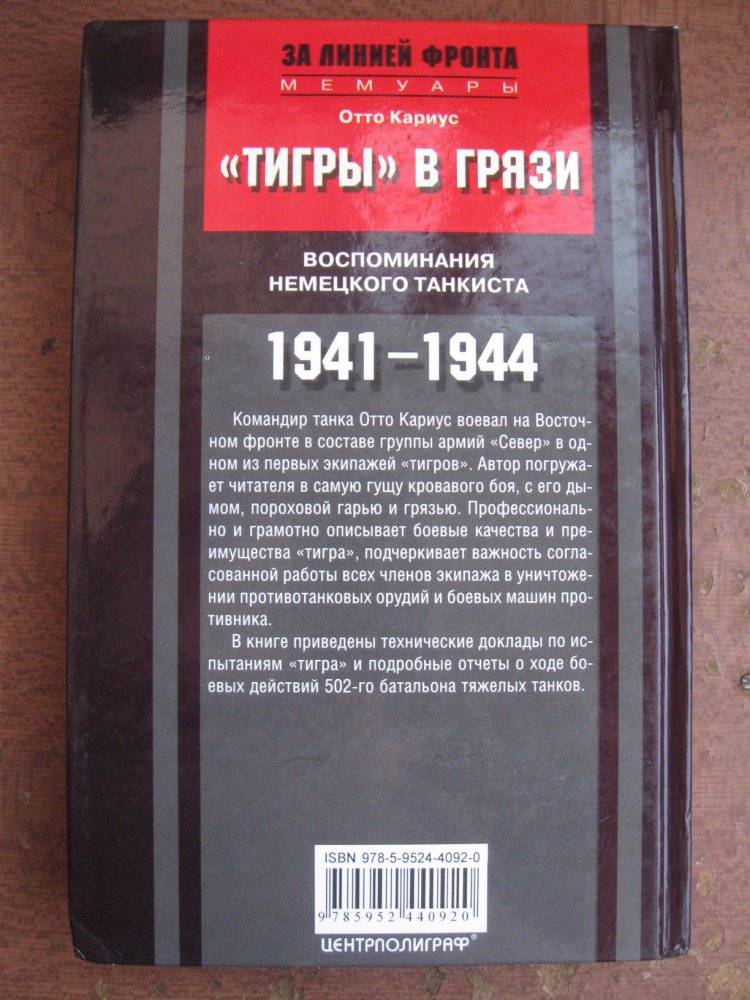 ЗА ЛИНИЕЙ ФРОНТА
МЕМУАРЫ
Отто Кариус
«ТИГРЫ» В ГРЯЗИ
ВОСПОМИНАНИЯ
НЕМЕЦКОГО ТАНКИСТА
1941–1944
Командир танка Отто Кариус воевал на Восточ-
ном фронте в составе группы армий «Север» в од-
ном из первых экипажей «тигров». Автор погружа-
ет читателя в самую гущу кровавого боя, с его ды-
мом, пороховой гарью и грязью. Профессиональ-
но и грамотно описывает боевые качества и пре-
имущества «тигра», подчеркивает важность согла-
сованной работы всех членов экипажа в уничтоже-
нии противотанковых орудий и боевых машин про-
тивника.
В книге приведены технические доклады по ис-
пытаниям «тигра» и подробные отчеты о ходе бо-
евых действий 502-го батальона тяжелых танков.
ISBN 978-5-9524-4092-0
9 785952 440920
ЦЕНТРПОЛИГРАФ®